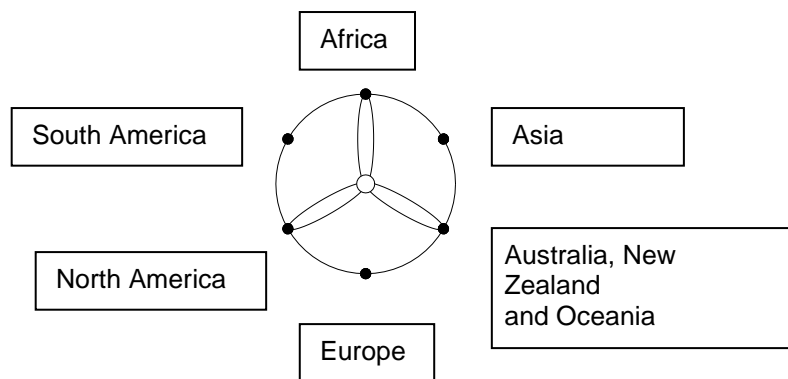 Africa
South America
Asia
North America
Australia, New
Zealand
and Oceania
Europe